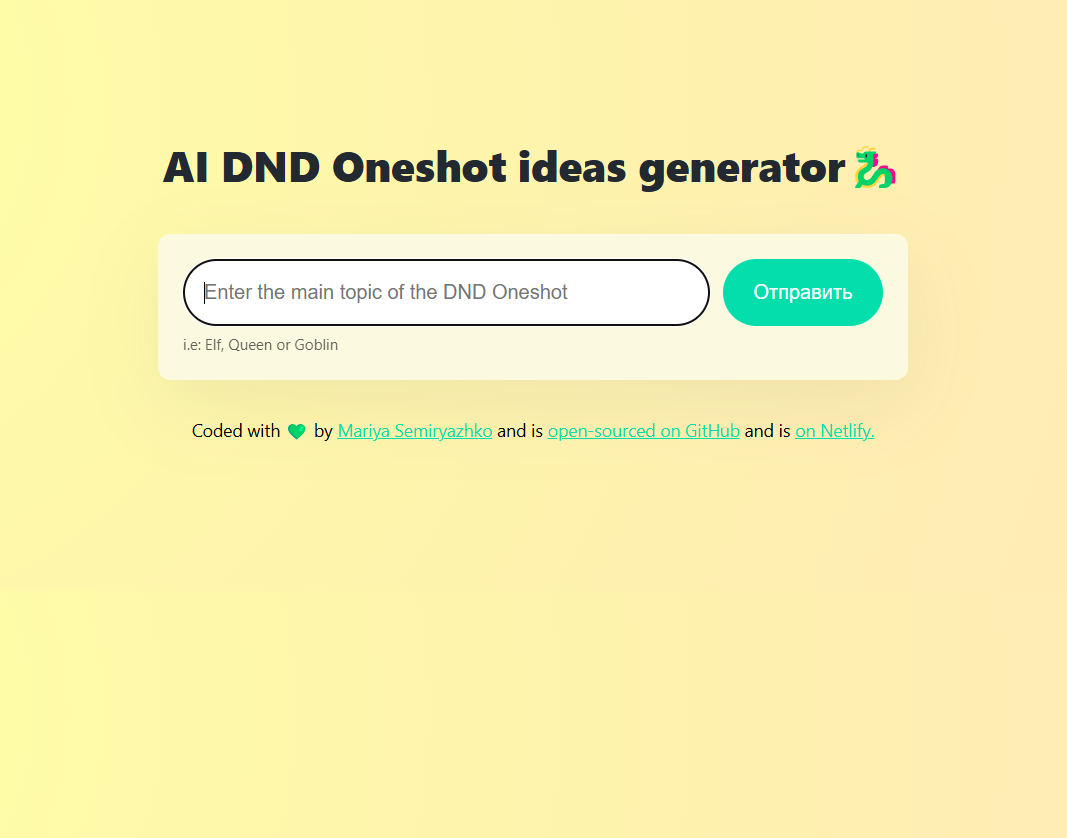 AI DND Oneshot ideas generator
Enter the main topic of the DND Oneshot
Отправить
i.e: Elf, Queen or Goblin
Coded with 💚 by Mariya Semiryazhko and is open-sourced on GitHub and is on Netlify.